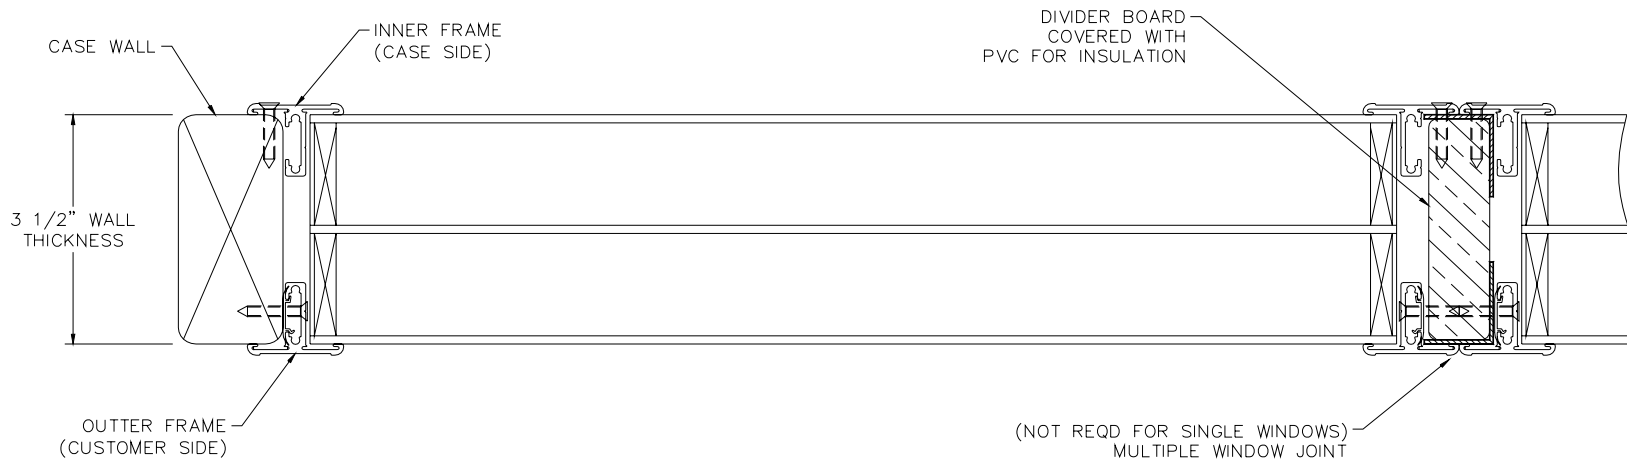 CASE WALL
INNER FRAME
(CASE SIDE)
DIVIDER BOARD
COVERED WITH
PVC FOR INSULATION
3 1/2" WALL
THICKNESS
OUTTER FRAME
(CUSTOMER SIDE)
(NOT REQD FOR SINGLE WINDOWS)
MULTIPLE WINDOW JOINT